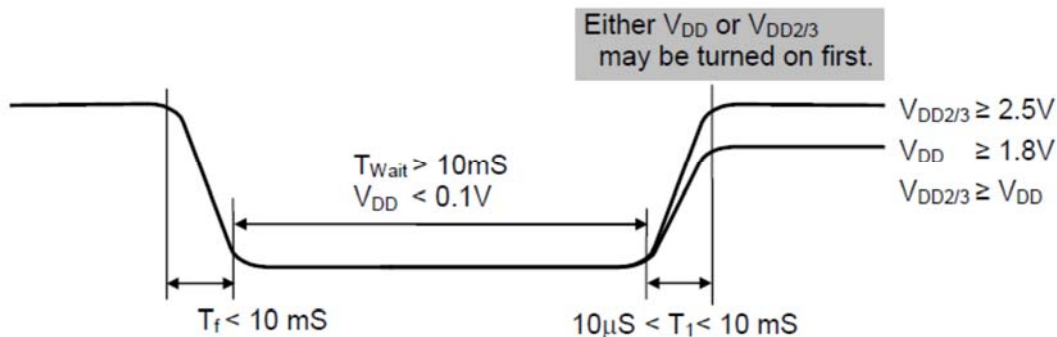 Either VDD or VDD2/3
may be turned on first.
VDD2/3 ≥ 2.5V
VDD ≥ 1.8V
VDD2/3 ≥ VDD
TWait > 10mS
VDD < 0.1V
Tf < 10 mS
10μS < T1 < 10 mS